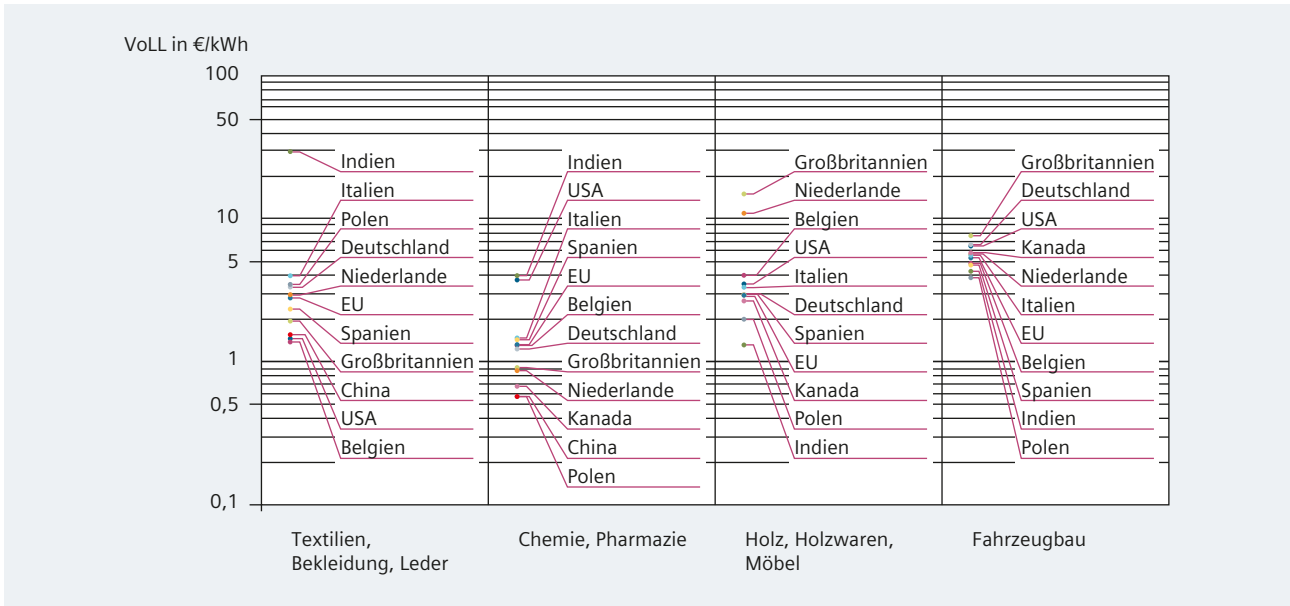 VoLL in €/kWh
100
50
10
5
1
0,5
0,1
Indien
Italien
Polen
Deutschland
Niederlande
EU
Spanien
Großbritannien
China
USA
Belgien
Indien
USA
Italien
Spanien
EU
Belgien
Deutschland
Großbritannien
Niederlande
Kanada
China
Polen
Großbritannien
Niederlande
Belgien
USA
Italien
Deutschland
Spanien
EU
Kanada
Polen
Indien
Großbritannien
Deutschland
USA
Kanada
Niederlande
Italien
EU
Belgien
Spanien
Indien
Polen
Textilien,
Bekleidung, Leder
Chemie, Pharmazie
Holz, Holzwaren,
Möbel
Fahrzeugbau